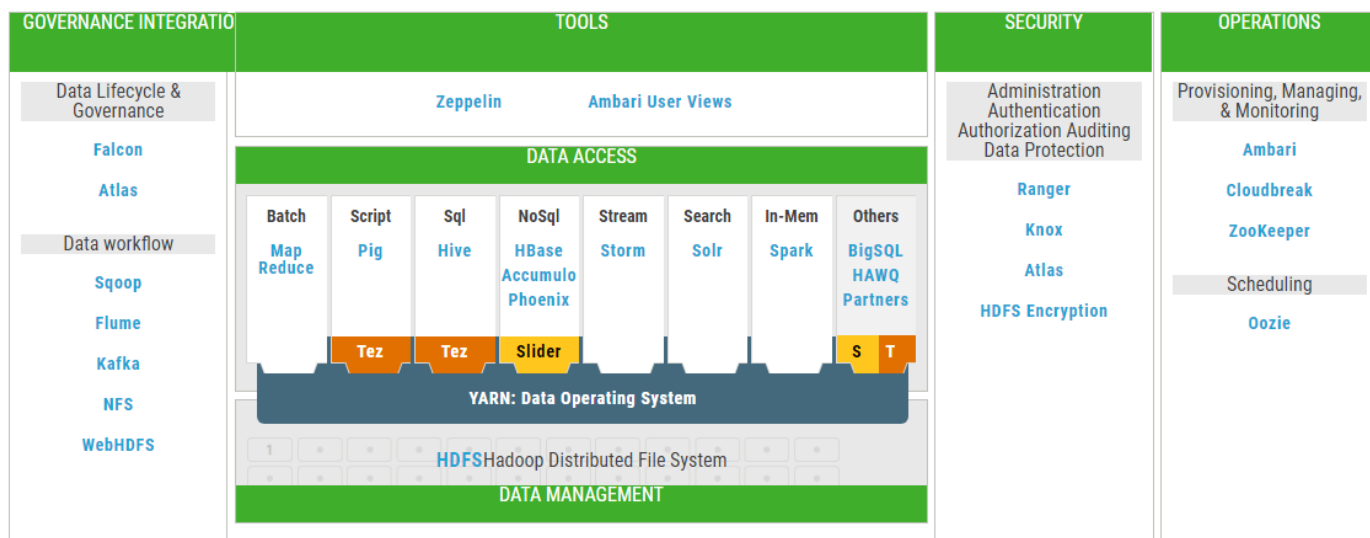 GOVERNANCE INTEGRATIO
Data Lifecycle &
Governance
Falcon
Atlas
Data workflow
Sqoop
Flume
Kafka
NFS
WebHDFS
TOOLS
Zeppelin Ambari User Views
DATA ACCESS
Batch
Map
Reduce
Script
Pig
Tez
Sql
Hive
Tez
NoSql
HBase
Accumulo
Phoenix
Slider
Stream
Storm
Search
Solr
In-Mem
Spark
Others
BigSQL
HAWQ
Partners
S T
YARN: Data Operating System
1
HDFSHadoop Distributed File System
DATA MANAGEMENT
SECURITY
Administration
Authentication
Authorization Auditing
Data Protection
Ranger
Knox
Atlas
HDFS Encryption
OPERATIONS
Provisioning, Managing,
& Monitoring
Ambari
Cloudbreak
ZooKeeper
Scheduling
Oozie